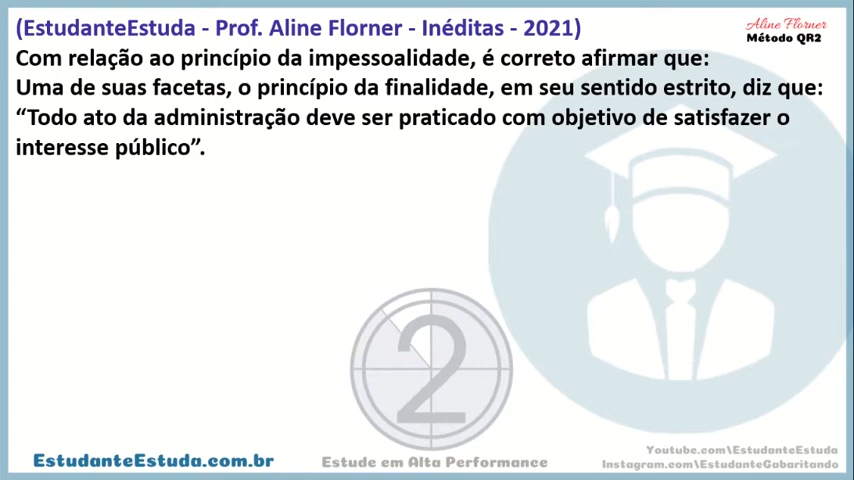 (EstudanteEstuda - Prof. Aline Florner - Inéditas - 2021)
Aline Florner
Método QR2
Com relação ao princípio da impessoalidade, é correto afirmar que:
Uma de suas facetas, o princípio da finalidade, em seu sentido estrito, diz que:
“Todo ato da administração deve ser praticado com objetivo de satisfazer o
interesse público”.
2
EstudanteEstuda.com.br
Estude em Alta Performance
Youtube.com\EstudanteEstuda
Instagram.com\EstudanteGabaritando